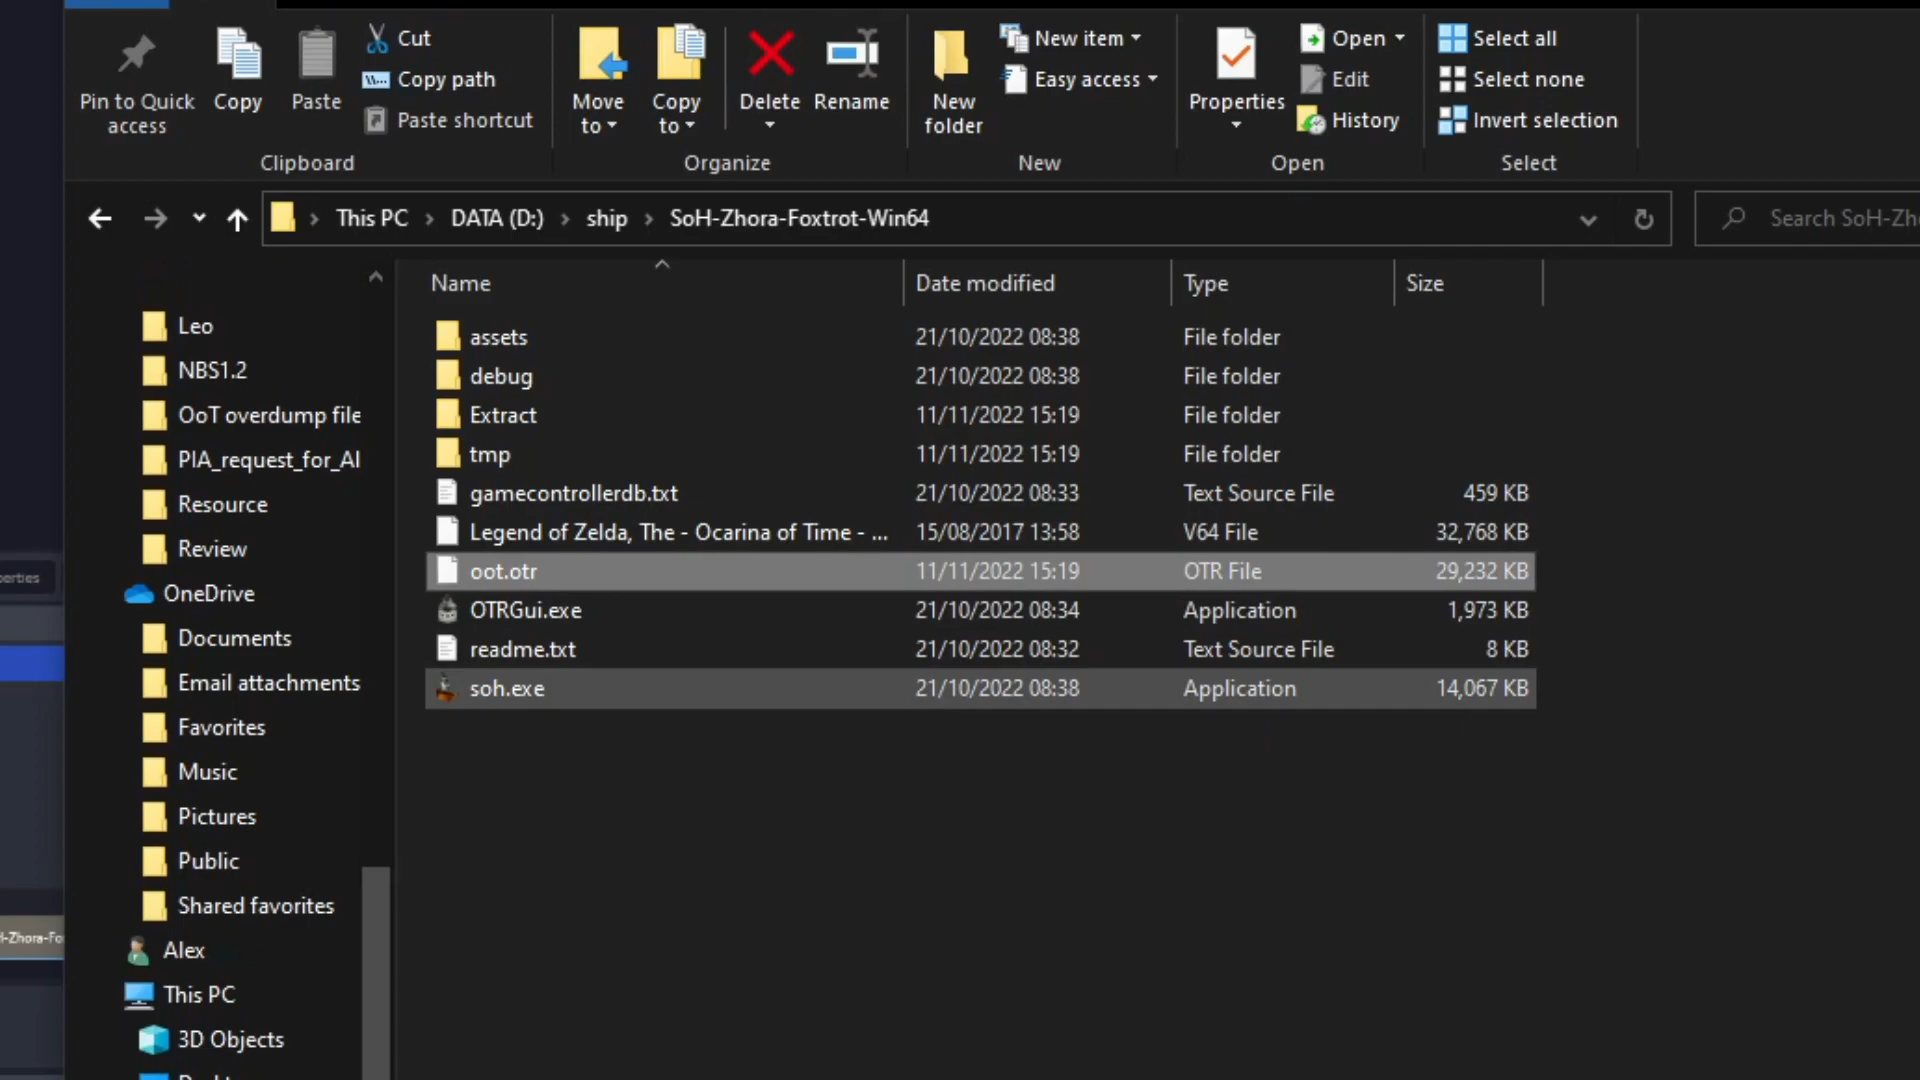 Pin to Quick
access
Copy
Paste
Cut
Copy path
Paste shortcut
Clipboard
Move
to
Copy
to
Delete
Rename
Organize
New
folder
New item
Easy access
New
Properties
Open
Edit
History
Open
Select all
Select none
Invert selection
Select
This PC > DATA (D:) > ship > SoH-Zhora-Foxtrot-Win64
Search SoH-Zho
Name Date modified Type Size
assets 21/10/2022 08:38 File folder
debug 21/10/2022 08:38 File folder
Extract 11/11/2022 15:19 File folder
tmp 11/11/2022 15:19 File folder
gamecontrollerdb.txt 21/10/2022 08:33 Text Source File 459 KB
Legend of Zelda, The - Ocarina of Time - ... 15/08/2017 13:58 V64 File 32,768 KB
oot.otr 11/11/2022 15:19 OTR File 29,232 KB
OTRGui.exe 21/10/2022 08:34 Application 1,973 KB
readme.txt 21/10/2022 08:32 Text Source File 8 KB
soh.exe 21/10/2022 08:38 Application 14,067 KB
Leo
NBS1.2
OoT overdump file
PIA_request_for_AI
Resource
Review
OneDrive
Documents
Email attachments
Favorites
Music
Pictures
Public
Shared favorites
Alex
This PC
3D Objects
perties
H-Zhora-Fo